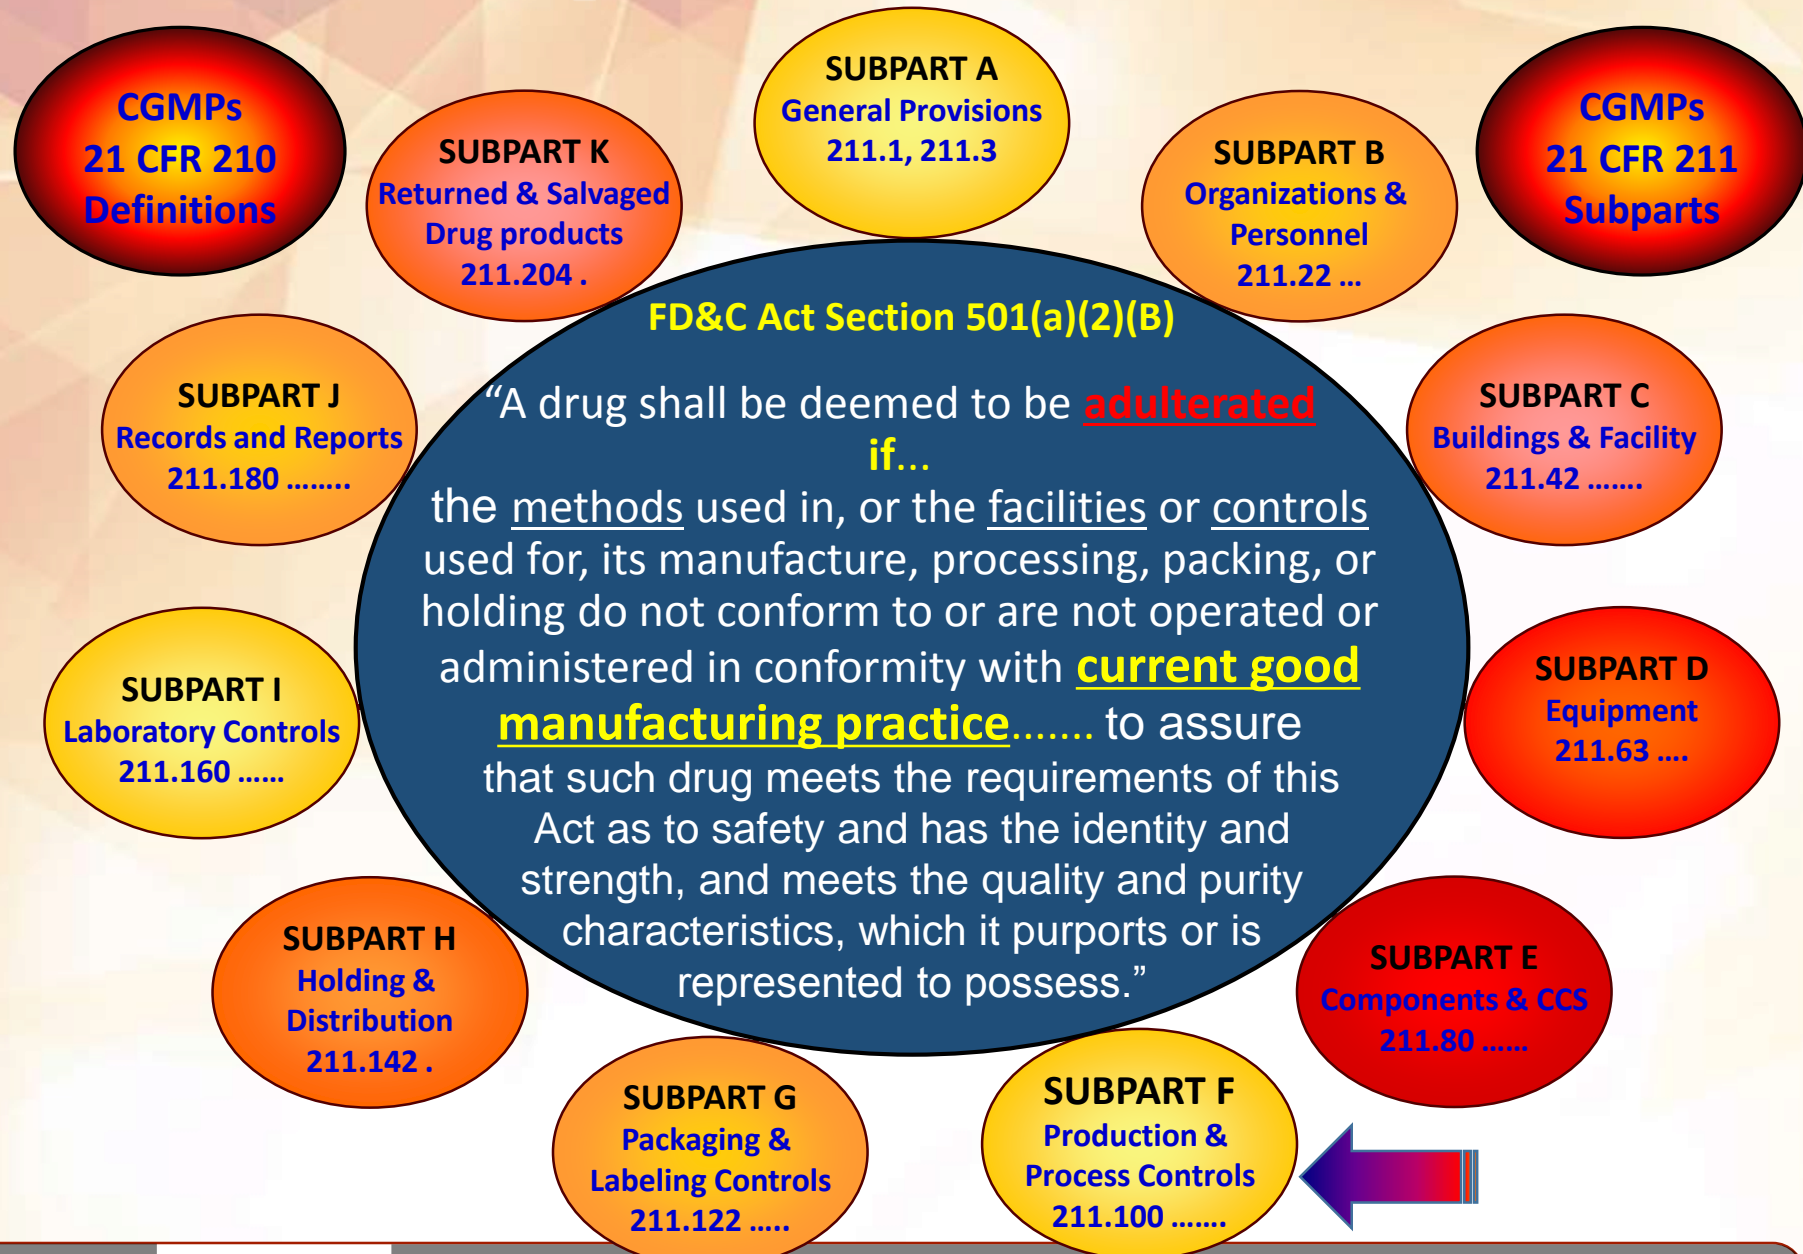 CGMPs
21 CFR 210
Definitions
SUBPART K
Returned & Salvaged
Drug products
211.204 .
SUBPART A
General Provisions
211.1, 211.3
SUBPART B
Organizations &
Personnel
211.22 ...
CGMPs
21 CFR 211
Subparts
SUBPART J
Records and Reports
211.180 ........
SUBPART C
Buildings & Facility
211.42 .......
FD&C Act Section 501(a)(2)(B)
“A drug shall be deemed to be adulterated
if...
the methods used in, or the facilities or controls
used for, its manufacture, processing, packing, or
holding do not conform to or are not operated or
administered in conformity with current good
manufacturing practice....... to assure
that such drug meets the requirements of this
Act as to safety and has the identity and
strength, and meets the quality and purity
characteristics, which it purports or is
represented to possess.”
SUBPART I
Laboratory Controls
211.160 ......
SUBPART D
Equipment
211.63 ....
SUBPART H
Holding &
Distribution
211.142 .
SUBPART E
Components & CCS
211.80 ......
SUBPART G
Packaging &
Labeling Controls
211.122 .....
SUBPART F
Production &
Process Controls
211.100 .......